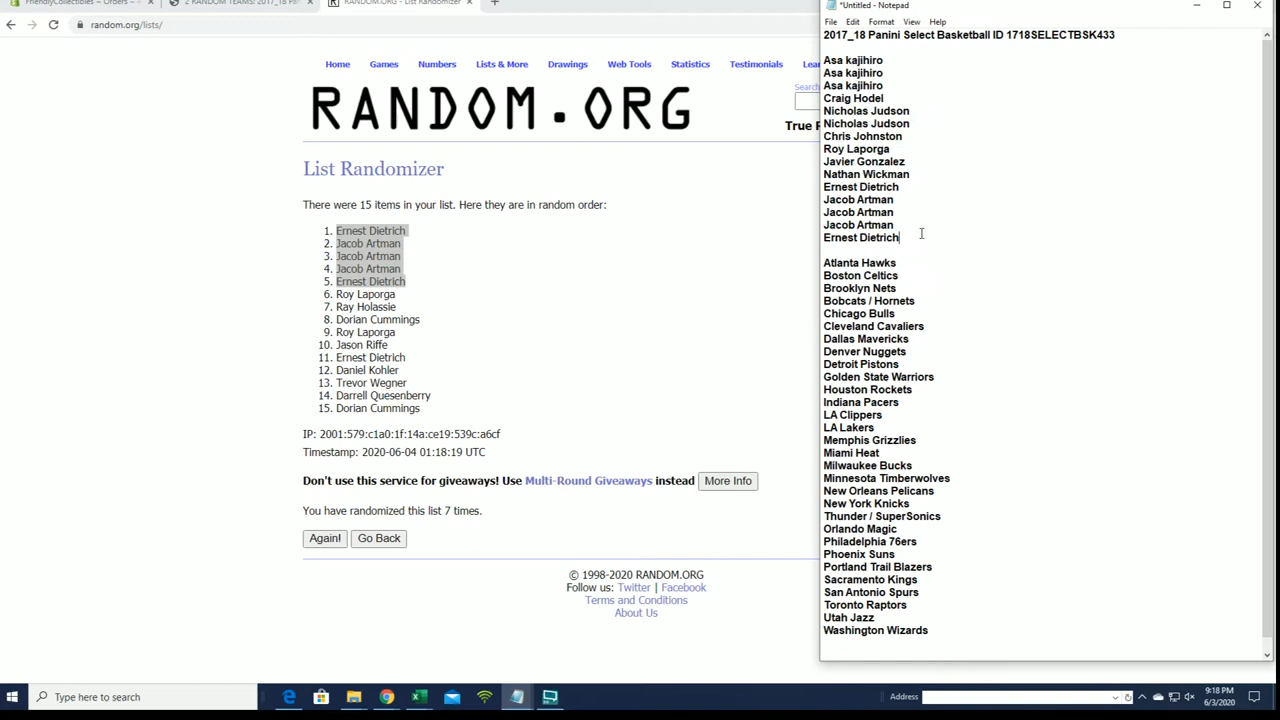 FriendlyCollectibles ~ Orders ~
2 RANDOM TEAMS: 2017_18 Pan
RANDOM.ORG - List Randomizer
random.org/lists/
Home Games Numbers Lists & More Drawings Web Tools Statistics Testimonials
Search
RANDOM.ORG
List Randomizer
There were 15 items in your list. Here they are in random order:
1. Ernest Dietrich
2. Jacob Artman
3. Jacob Artman
4. Jacob Artman
5. Ernest Dietrich
6. Roy Laporga
7. Ray Holassie
8. Dorian Cummings
9. Roy Laporga
10. Jason Riffe
11. Ernest Dietrich
12. Daniel Kohler
13. Trevor Wegner
14. Darrell Quesenberry
15. Dorian Cummings
IP: 2001:579:c1a0:1f:14a:ce19:539c:a6cf
Timestamp: 2020-06-04 01:18:19 UTC
Don't use this service for giveaways! Use Multi-Round Giveaways instead More Info
You have randomized this list 7 times.
Again! Go Back
© 1998-2020 RANDOM.ORG
Follow us: Twitter | Facebook
Terms and Conditions
About Us
*Untitled - Notepad
File Edit Format View Help
2017_18 Panini Select Basketball ID 1718SELECTBSK433
Asa kajihiro
Asa kajihiro
Asa kajihiro
Craig Hodel
Nicholas Judson
Nicholas Judson
Chris Johnston
Roy Laporga
Javier Gonzalez
Nathan Wickman
Ernest Dietrich
Jacob Artman
Jacob Artman
Jacob Artman
Ernest Dietrich
Atlanta Hawks
Boston Celtics
Brooklyn Nets
Bobcats / Hornets
Chicago Bulls
Cleveland Cavaliers
Dallas Mavericks
Denver Nuggets
Detroit Pistons
Golden State Warriors
Houston Rockets
Indiana Pacers
LA Clippers
LA Lakers
Memphis Grizzlies
Miami Heat
Milwaukee Bucks
Minnesota Timberwolves
New Orleans Pelicans
New York Knicks
Thunder / SuperSonics
Orlando Magic
Philadelphia 76ers
Phoenix Suns
Portland Trail Blazers
Sacramento Kings
San Antonio Spurs
Toronto Raptors
Utah Jazz
Washington Wizards
Type here to search
Address
9:18 PM
6/3/2020